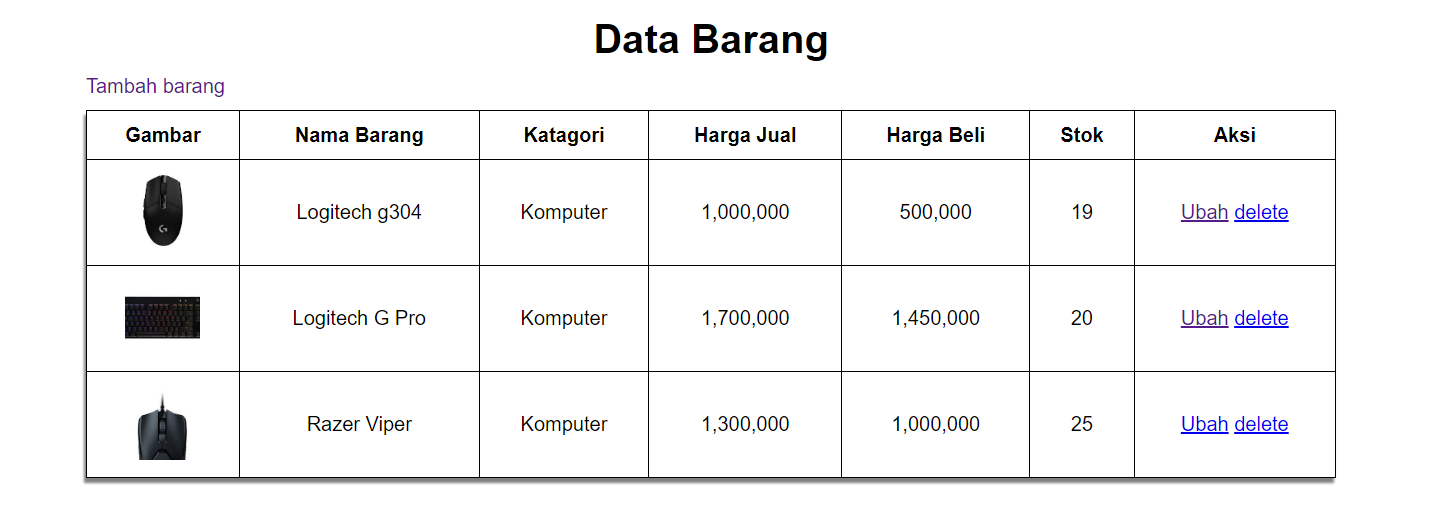 Data Barang
Tambah barang
Gambar Nama Barang Katagori Harga Jual Harga Beli Stok Aksi
Logitech g304 Komputer 1,000,000 500,000 19 Ubah delete
Logitech G Pro Komputer 1,700,000 1,450,000 20 Ubah delete
Razer Viper Komputer 1,300,000 1,000,000 25 Ubah delete